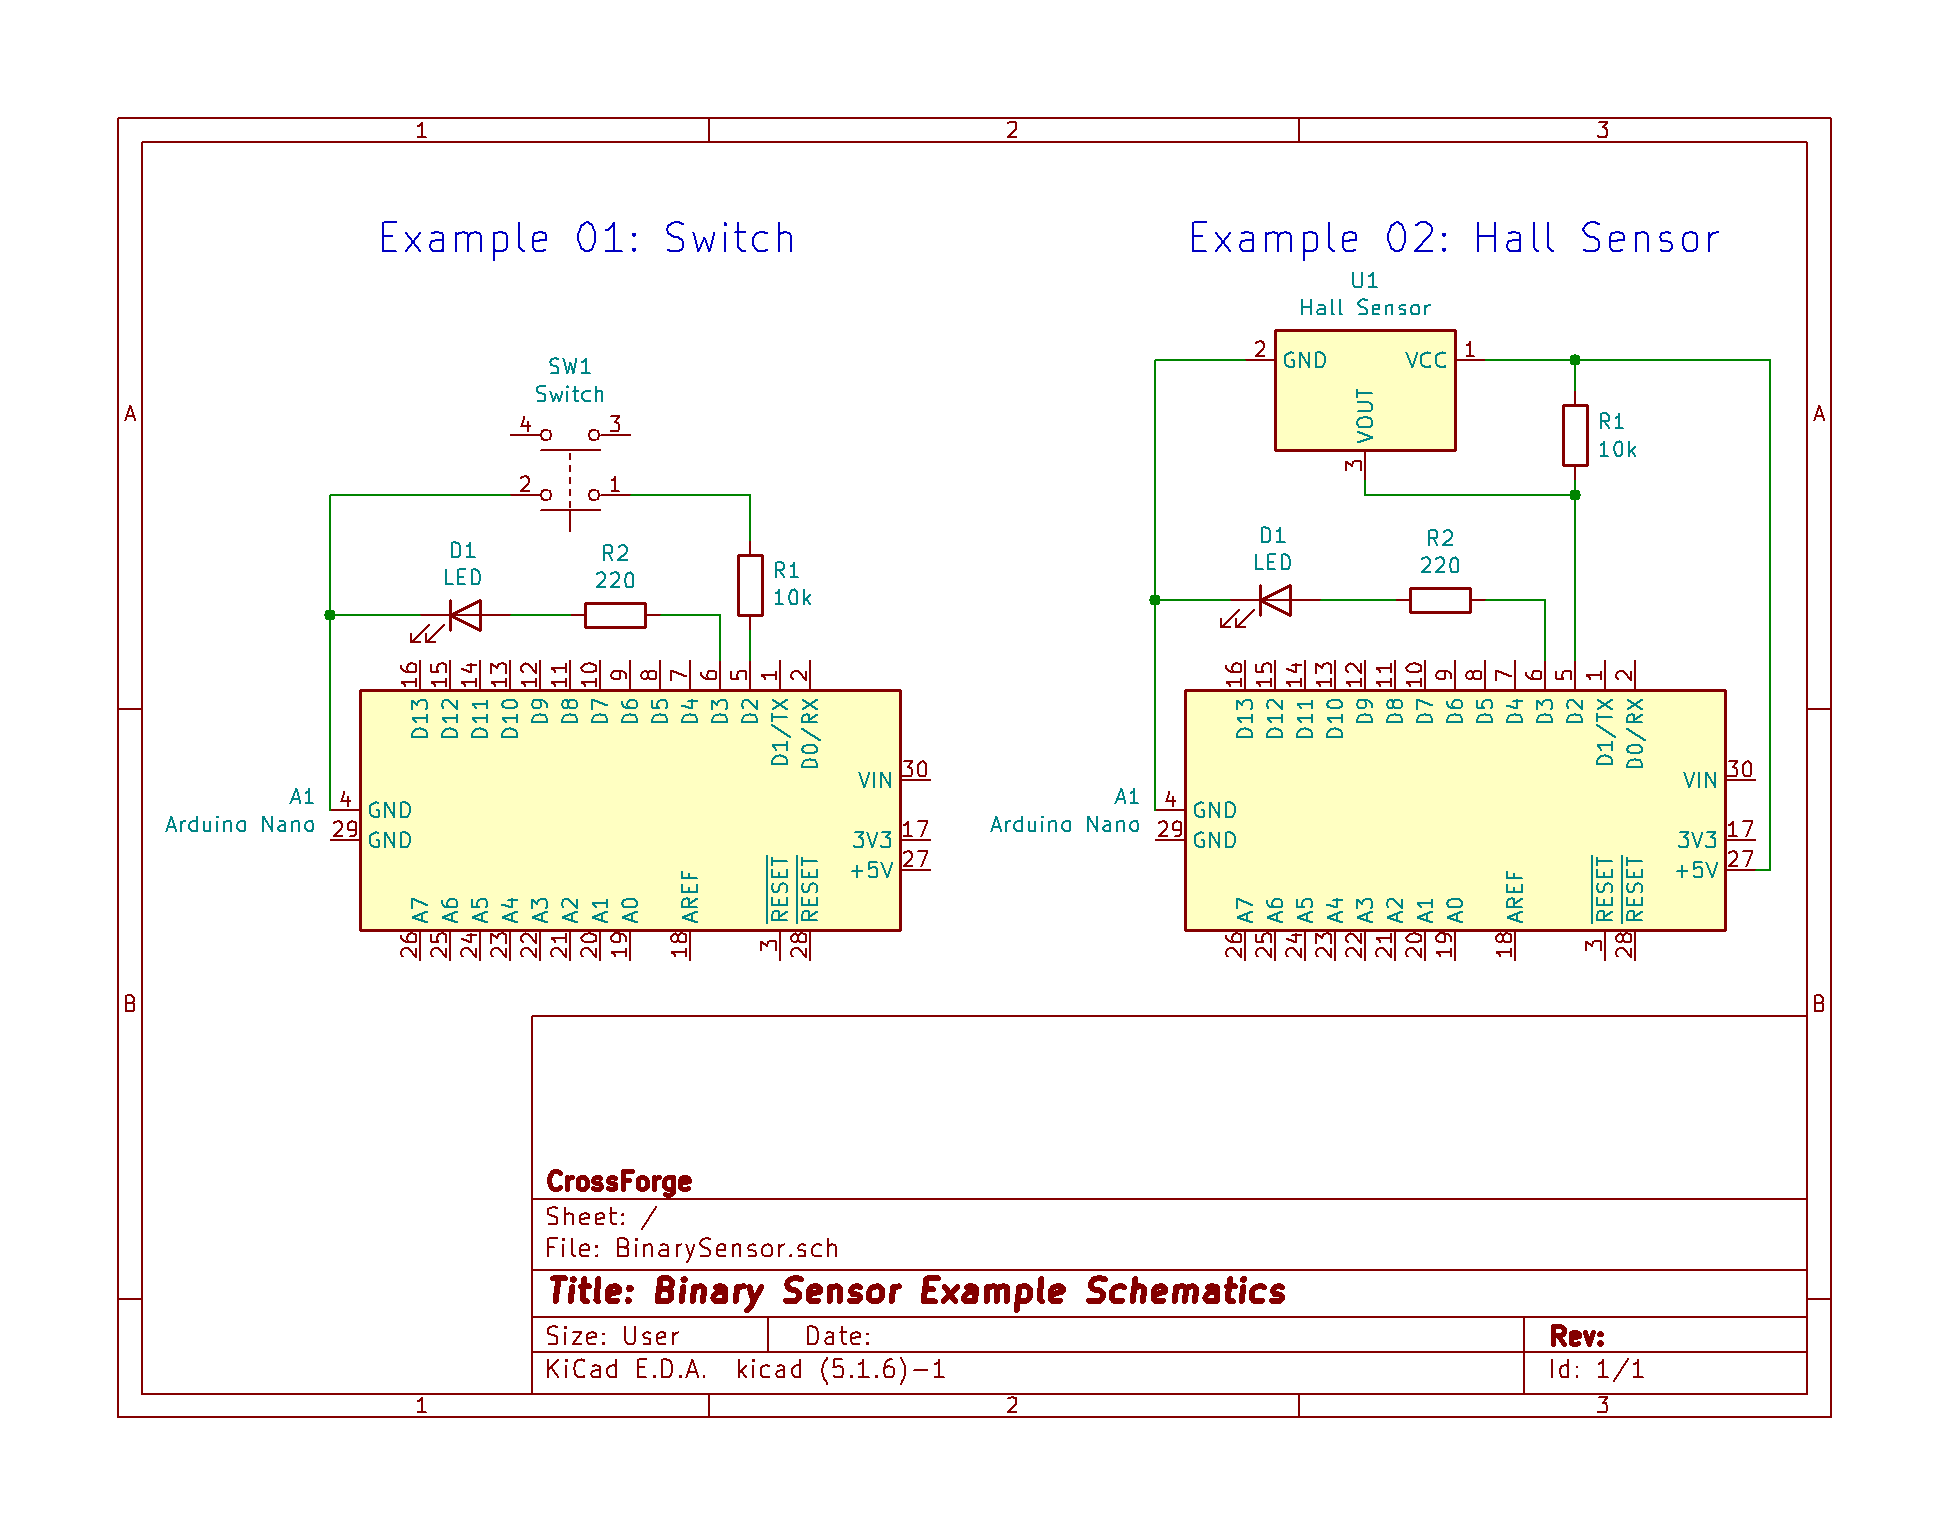 1 2 3
Example 01: Switch
Example 02: Hall Sensor
U1
Hall Sensor
2 GND VCC 1
VOUT
3
R1
10k
SW1
Switch
4 3
2 1
A A
D1
LED
R2
220
R1
10k
D1
LED
R2
220
16 15 14 13 12 11 10 9 8 7 6 5 1 2
D13 D12 D11 D10 D9 D8 D7 D6 D5 D4 D3 D2 D1/TX D0/RX
VIN 30
A1
Arduino Nano
4 GND
29 GND
3V3 17
+5V 27
A7 A6 A5 A4 A3 A2 A1 A0 AREF RESET RESET
26 25 24 23 22 21 20 19 18 3 28
16 15 14 13 12 11 10 9 8 7 6 5 1 2
D13 D12 D11 D10 D9 D8 D7 D6 D5 D4 D3 D2 D1/TX D0/RX
VIN 30
A1
Arduino Nano
4 GND
29 GND
3V3 17
+5V 27
A7 A6 A5 A4 A3 A2 A1 A0 AREF RESET RESET
26 25 24 23 22 21 20 19 18 3 28
B B
CrossForge
Sheet: /
File: BinarySensor.sch
Title: Binary Sensor Example Schematics
Size: User Date: Rev:
KiCad E.D.A. kicad (5.1.6)-1 Id: 1/1
1 2 3